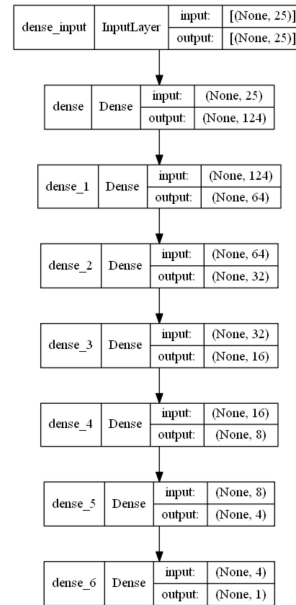 dense_input InputLayer input: [(None, 25)]
output: [(None, 25)]
dense Dense input: (None, 25)
output: (None, 124)
dense_1 Dense input: (None, 124)
output: (None, 64)
dense_2 Dense input: (None, 64)
output: (None, 32)
dense_3 Dense input: (None, 32)
output: (None, 16)
dense_4 Dense input: (None, 16)
output: (None, 8)
dense_5 Dense input: (None, 8)
output: (None, 4)
dense_6 Dense input: (None, 4)
output: (None, 1)